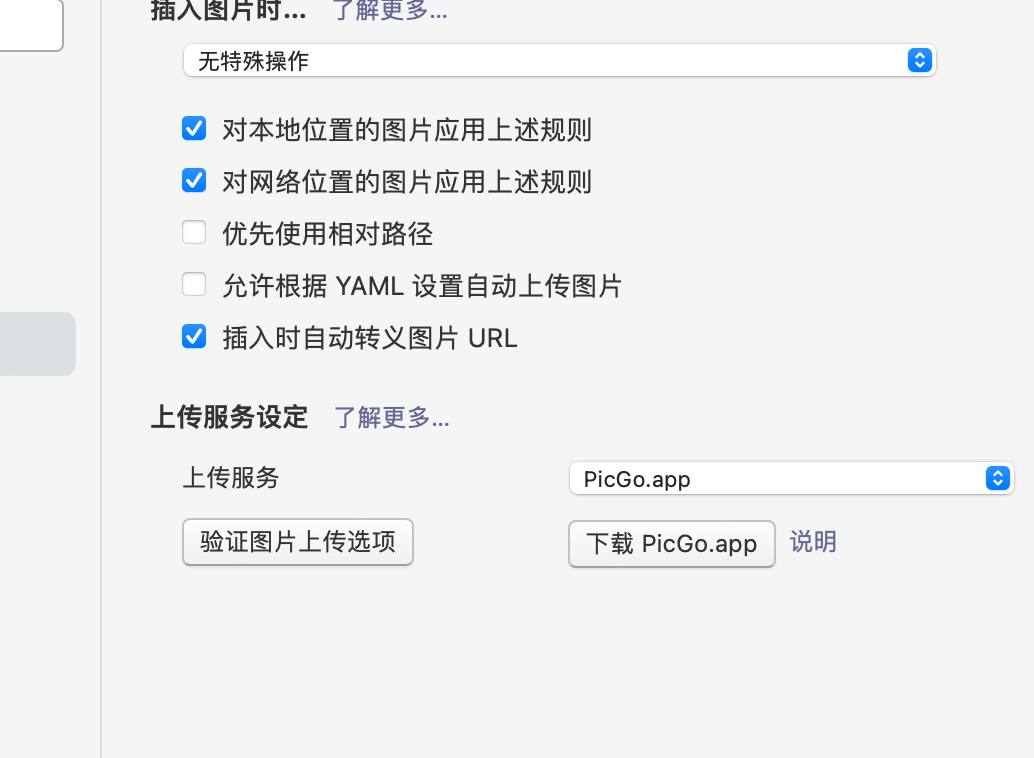 插入图片时... 了解更多...
无特殊操作
对本地位置的图片应用上述规则
对网络位置的图片应用上述规则
优先使用相对路径
允许根据 YAML 设置自动上传图片
插入时自动转义图片 URL
上传服务设定 了解更多...
上传服务 PicGo.app
验证图片上传选项 下载 PicGo.app 说明